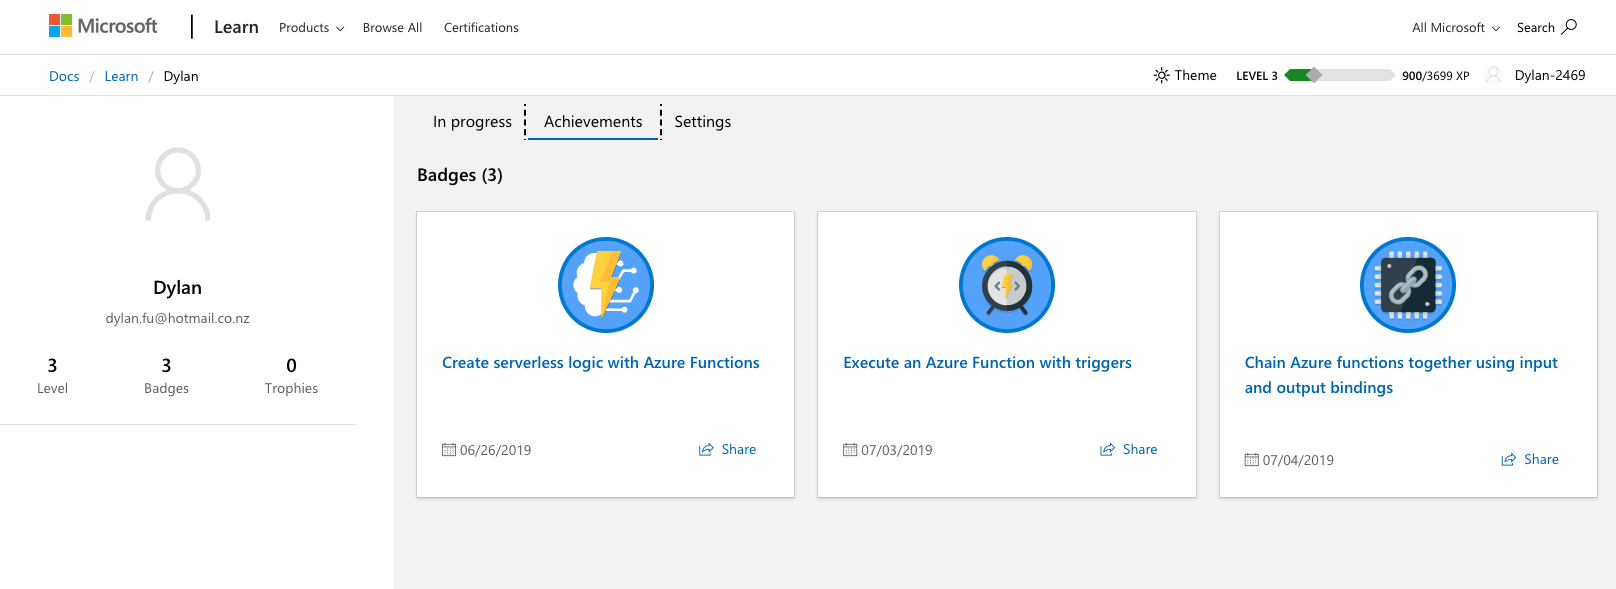 Microsoft Learn Products Browse All Certifications All Microsoft Search
Docs / Learn / Dylan Theme LEVEL 3 900/3699 XP Dylan-2469
In progress Achievements Settings
Badges (3)
Dylan
dylan.fu@hotmail.co.nz
3 3 0
Level Badges Trophies
Create serverless logic with Azure Functions
06/26/2019 Share
Execute an Azure Function with triggers
07/03/2019 Share
Chain Azure functions together using input
and output bindings
07/04/2019 Share